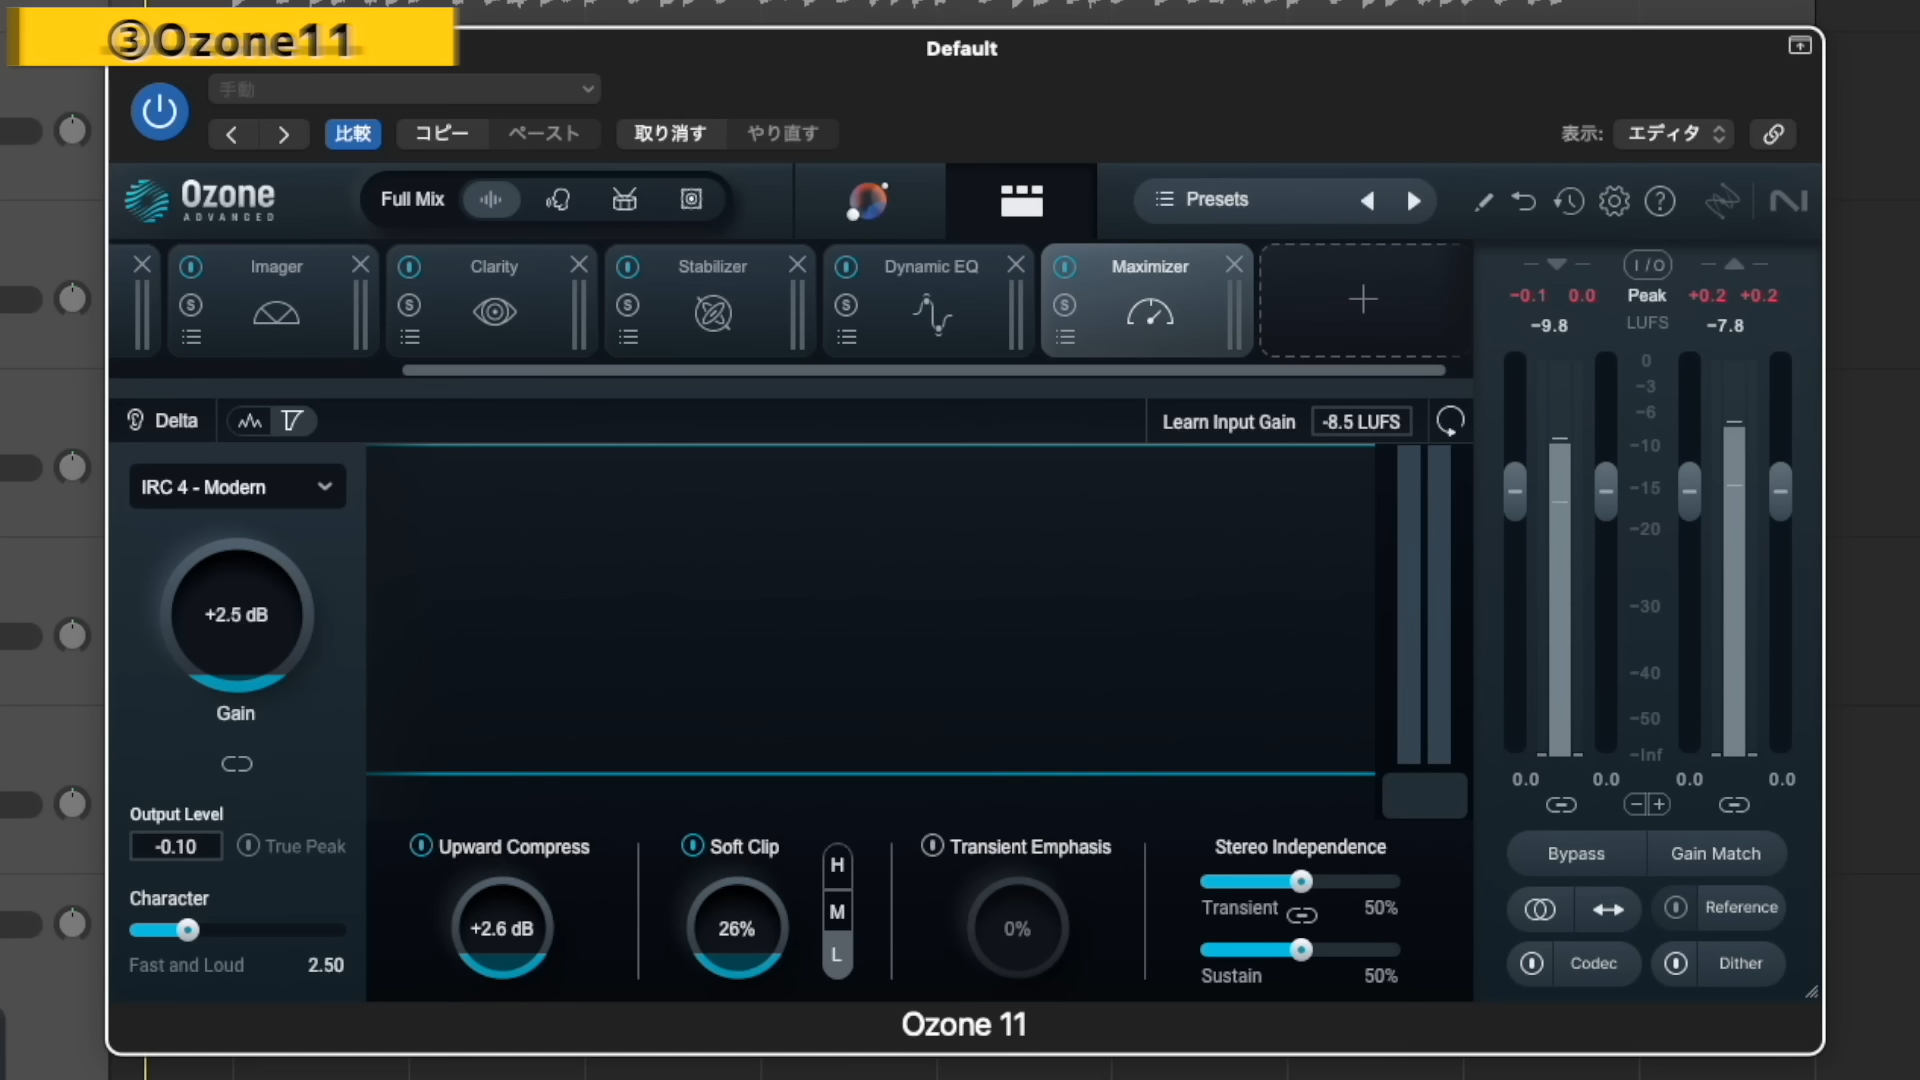 ③Ozone11
Default
手動
比較
コピー
ペースト
取り消す
やり直す
表示:
エディタ
Ozone
ADVANCED
Full Mix
Presets
Imager
Clarity
Stabilizer
Dynamic EQ
Maximizer
S
S
S
S
S
I/O
-0.1 0.0 Peak +0.2 +0.2
-9.8 LUFS -7.8
Delta
Learn Input Gain
-8.5 LUFS
IRC 4 - Modern
+2.5 dB
Gain
Output Level
-0.10
True Peak
Character
Fast and Loud 2.50
Upward Compress
+2.6 dB
Soft Clip
26%
H
M
L
Transient Emphasis
0%
Stereo Independence
Transient 50%
Sustain 50%
0
-3
-6
-10
-15
-20
-30
-40
-50
-Inf
0.0 0.0 0.0 0.0
Bypass
Gain Match
Reference
Codec
Dither
Ozone 11